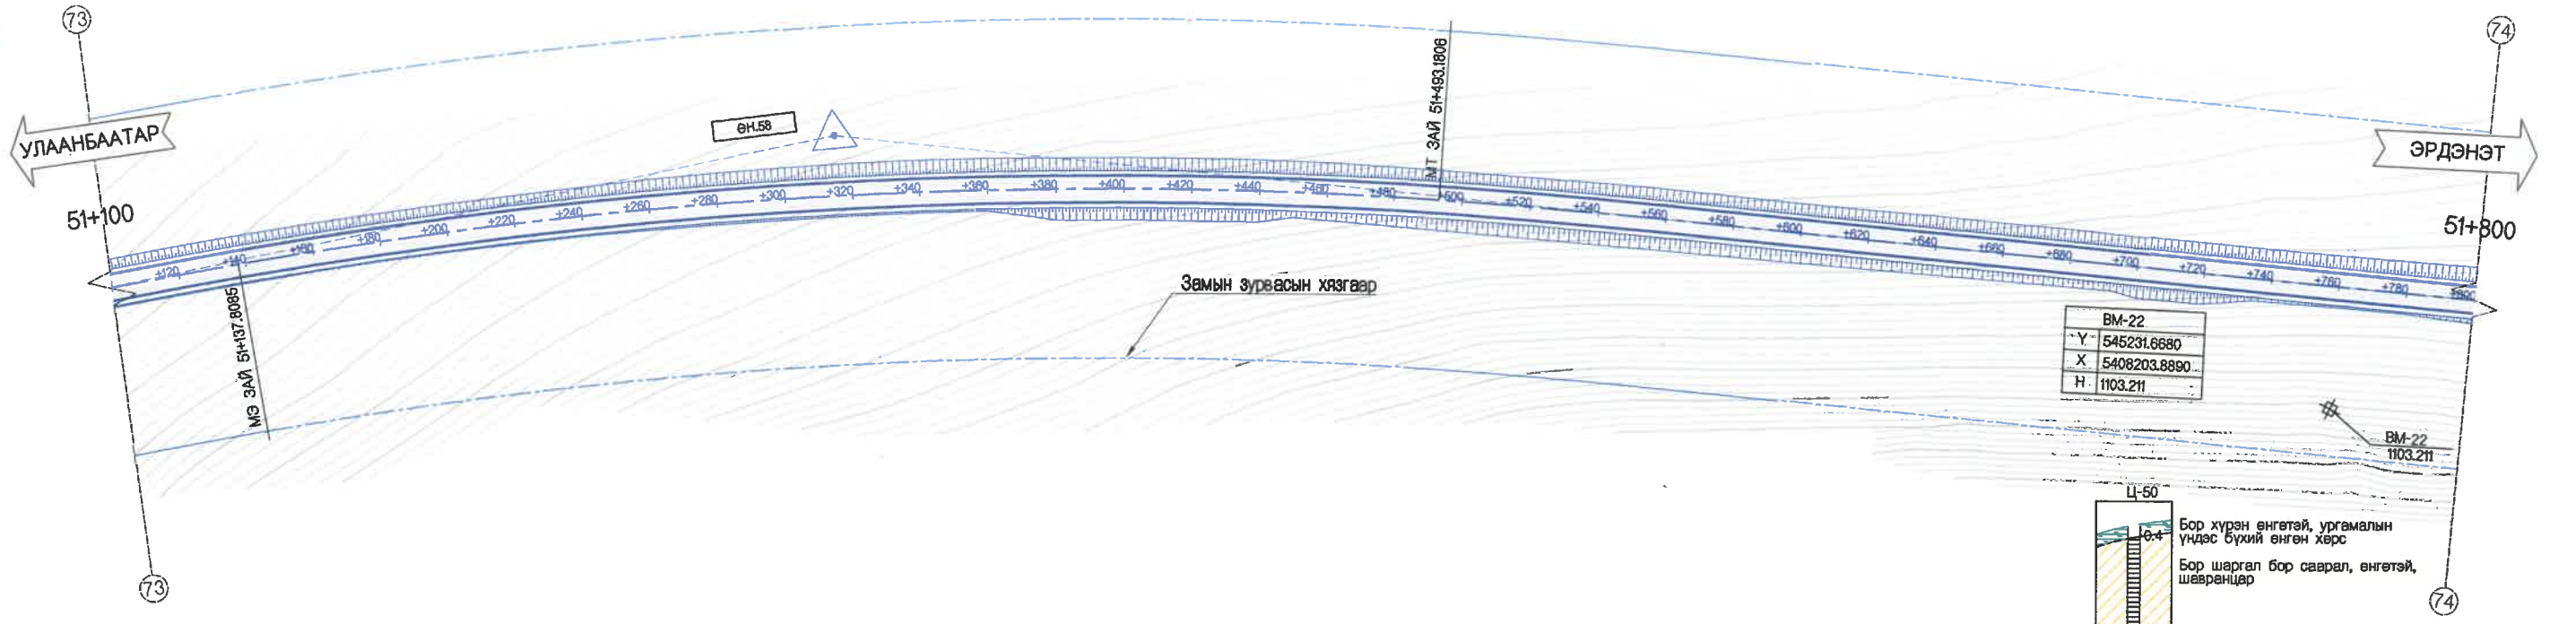 73
74
УЛААНБААТАР
ЭРДЭНЭТ
51+100
51+800
ӨН.58
МЭ ЗАЙ 51+137.8085
МТ ЗАЙ 51+493.1806
+120
+140
+160
+180
+200
+220
+240
+260
+280
+300
+320
+340
+360
+380
+400
+420
+440
+460
+480
+500
+520
+540
+560
+580
+600
+620
+640
+660
+680
+700
+720
+740
+760
+780
+800
Замын зурвасын хязгаар
BM-22
Y 545231.6680
X 5408203.8890
H 1103.211
BM-22
1103.211
Ц-50
0.4
Бор хүрэн өнгөтэй, ургамалын
үндэс бүхий өнгөн хөрс
Бор шаргал бор саарал, өнгөтэй,
шавранцар
73
74